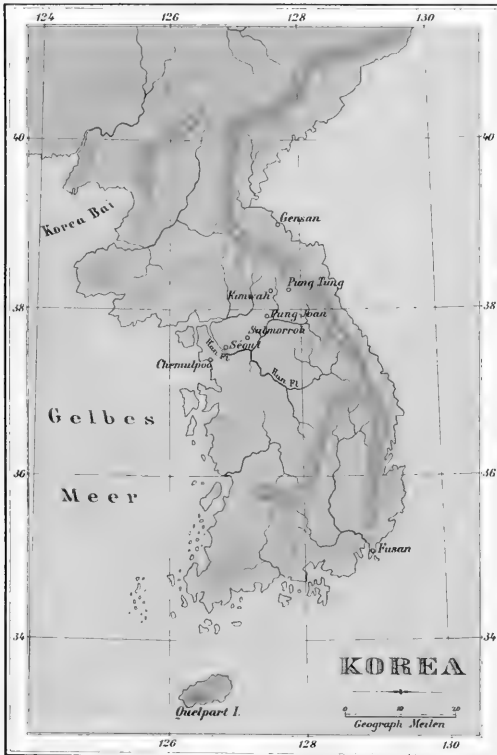 124 126 128 130
40 40
Korea Bai
Gensan
Kimwah Pung Tung
38 38
Pung Joan
Salmorron
Han Fl
Séoul
Chemulpoo
Han Fl
Gelbes
36 36
Meer
Fusan
34 34
KOREA
0 10 20
Geograph Meilen
Quelpart I.
124 126 128 130